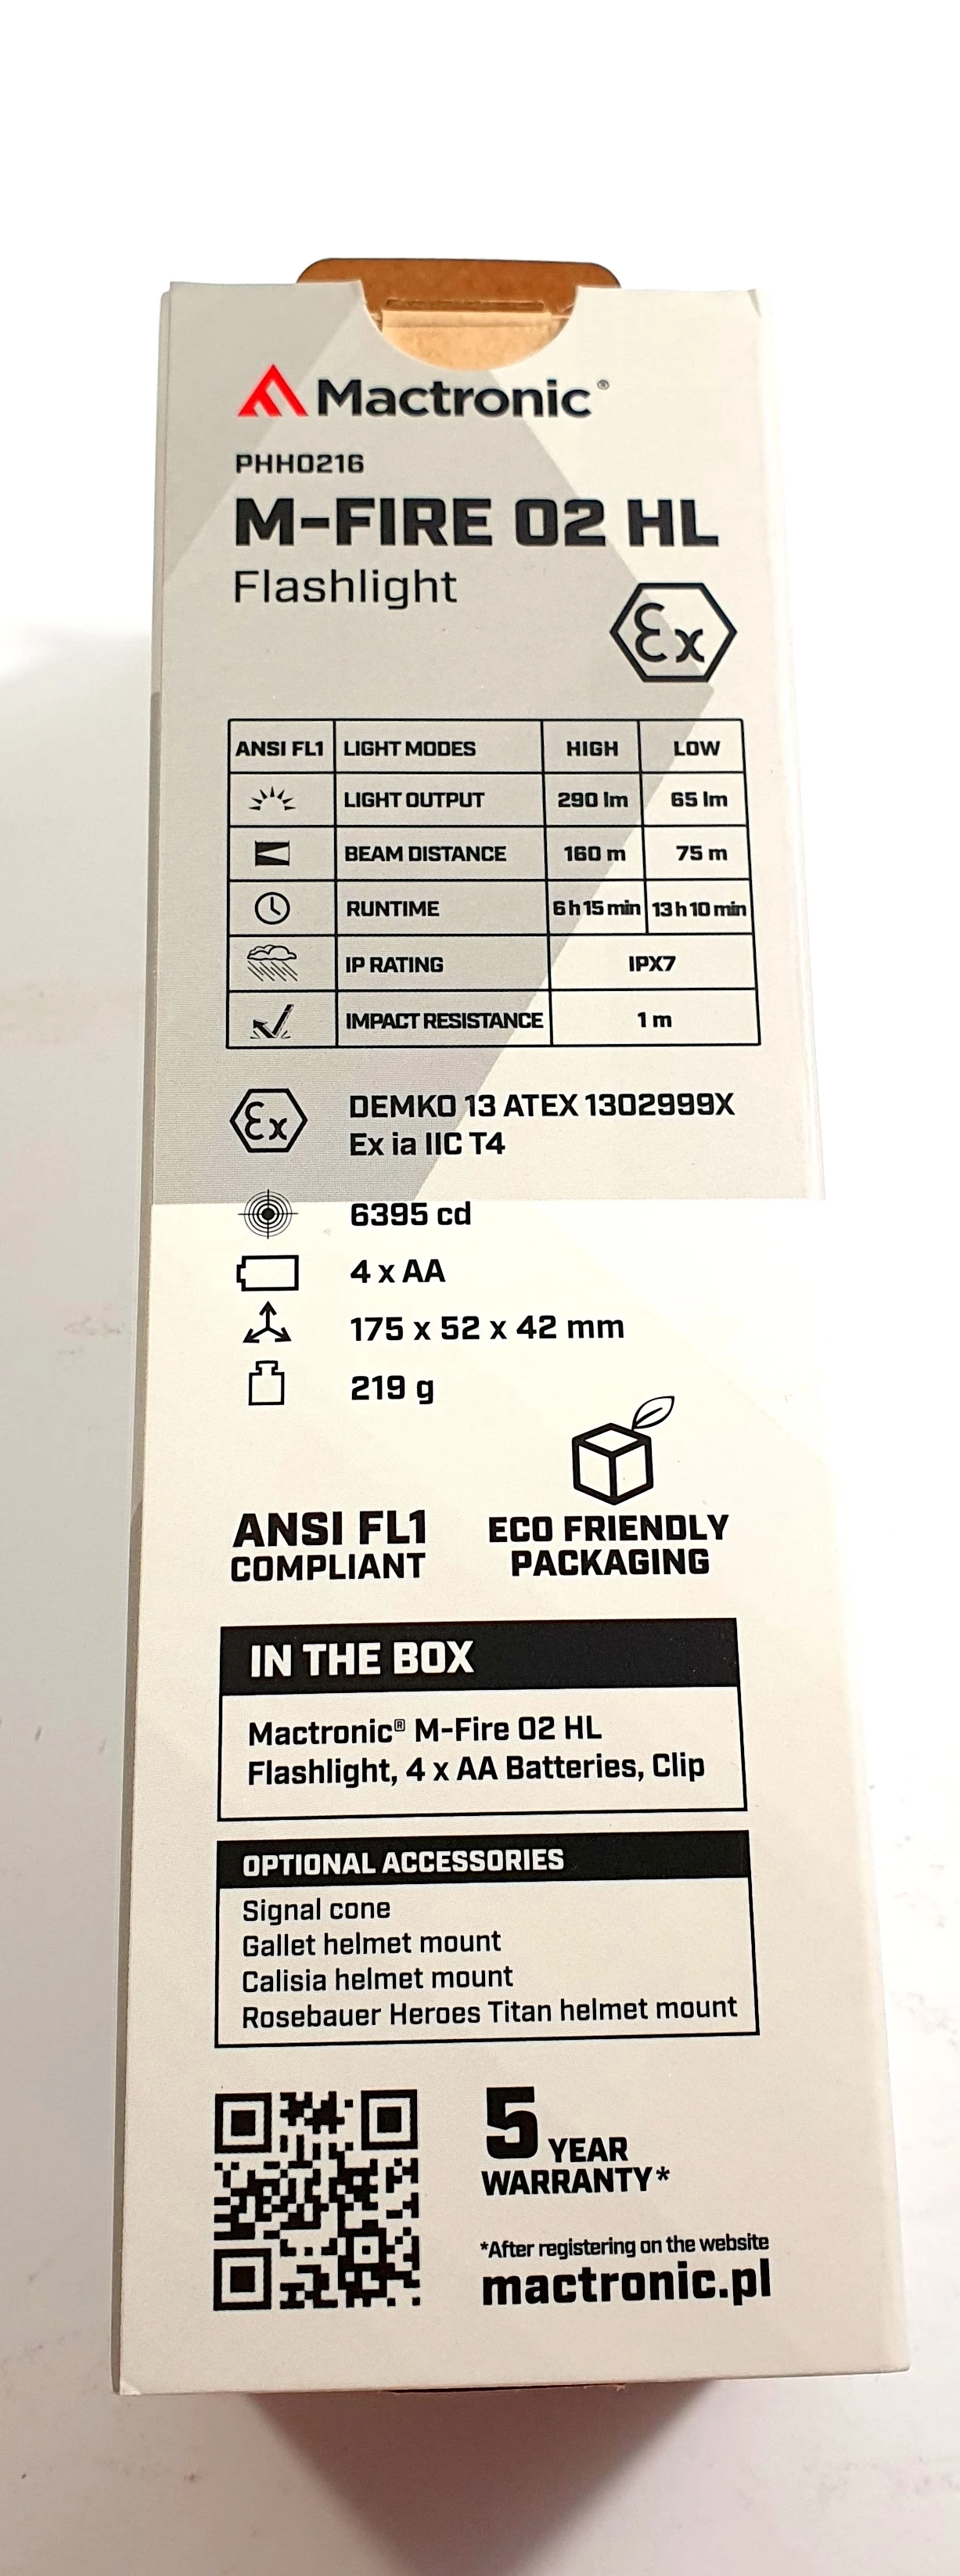 Mactronic®
PHH0216
M-FIRE 02 HL
Flashlight
Ex
ANSI FL1 LIGHT MODES HIGH LOW
LIGHT OUTPUT 290 lm 65 lm
BEAM DISTANCE 160 m 75 m
RUNTIME 6 h 15 min 13 h 10 min
IP RATING IPX7
IMPACT RESISTANCE 1 m
Ex DEMKO 13 ATEX 1302999X
Ex ia IIC T4
6395 cd
4 x AA
175 x 52 x 42 mm
219 g
ANSI FL1
COMPLIANT
ECO FRIENDLY
PACKAGING
IN THE BOX
Mactronic® M-Fire 02 HL
Flashlight, 4 x AA Batteries, Clip
OPTIONAL ACCESSORIES
Signal cone
Gallet helmet mount
Calisia helmet mount
Rosebauer Heroes Titan helmet mount
5 YEAR
WARRANTY*
*After registering on the website
mactronic.pl